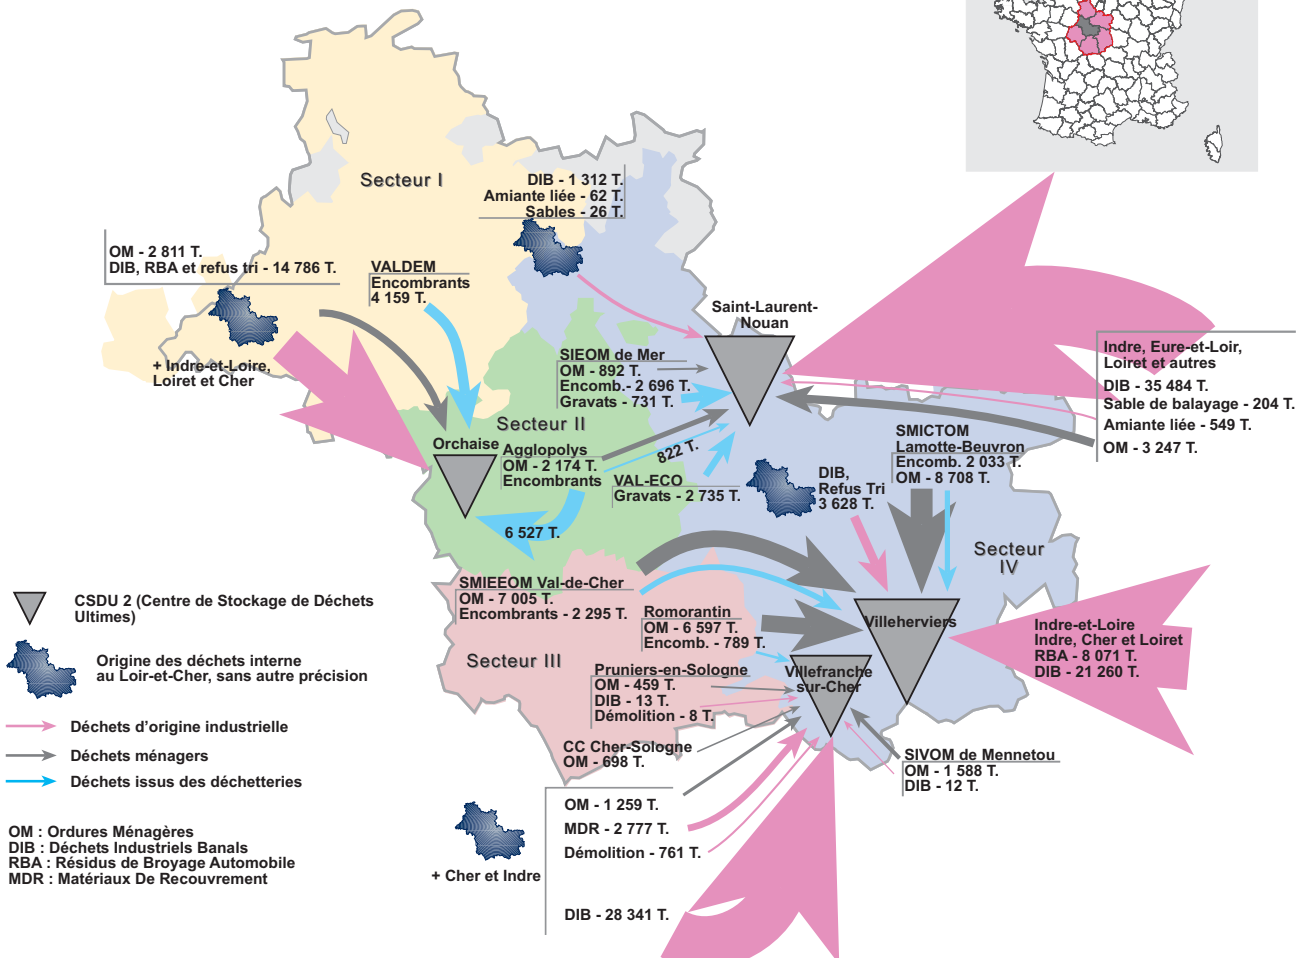 Secteur I
DIB - 1 312 T.
Amiante liée - 62 T.
Sables - 26 T.
OM - 2 811 T.
DIB, RBA et refus tri - 14 786 T.
+ Indre-et-Loire,
Loiret et Cher
VALDEM
Encombrants
4 159 T.
Saint-Laurent-
Nouan
SIEOM de Mer
OM - 892 T.
Encomb.- 2 696 T.
Gravats - 731 T.
Indre, Eure-et-Loir,
Loiret et autres
DIB - 35 484 T.
Sable de balayage - 204 T.
Amiante liée - 549 T.
OM - 3 247 T.
Secteur II
Orchaise
Agglopolys
OM - 2 174 T.
Encombrants
822 T.
6 527 T.
VAL-ECO
Gravats - 2 735 T.
DIB,
Refus Tri
3 628 T.
SMICTOM
Lamotte-Beuvron
Encomb. 2 033 T.
OM - 8 708 T.
Secteur
IV
SMIEEOM Val-de-Cher
OM - 7 005 T.
Encombrants - 2 295 T.
Romorantin
OM - 6 597 T.
Encomb. - 789 T.
Villeherviers
Indre-et-Loire
Indre, Cher et Loiret
RBA - 8 071 T.
DIB - 21 260 T.
Secteur III
Pruniers-en-Sologne
OM - 459 T.
DIB - 13 T.
Démolition - 8 T.
Villefranche
sur-Cher
CC Cher-Sologne
OM - 698 T.
SIVOM de Mennetou
OM - 1 588 T.
DIB - 12 T.
OM - 1 259 T.
MDR - 2 777 T.
Démolition - 761 T.
DIB - 28 341 T.
+ Cher et Indre
CSDU 2 (Centre de Stockage de Déchets
Ultimes)
Origine des déchets interne
au Loir-et-Cher, sans autre précision
Déchets d'origine industrielle
Déchets ménagers
Déchets issus des déchetteries
OM : Ordures Ménagères
DIB : Déchets Industriels Banals
RBA : Résidus de Broyage Automobile
MDR : Matériaux De Recouvrement